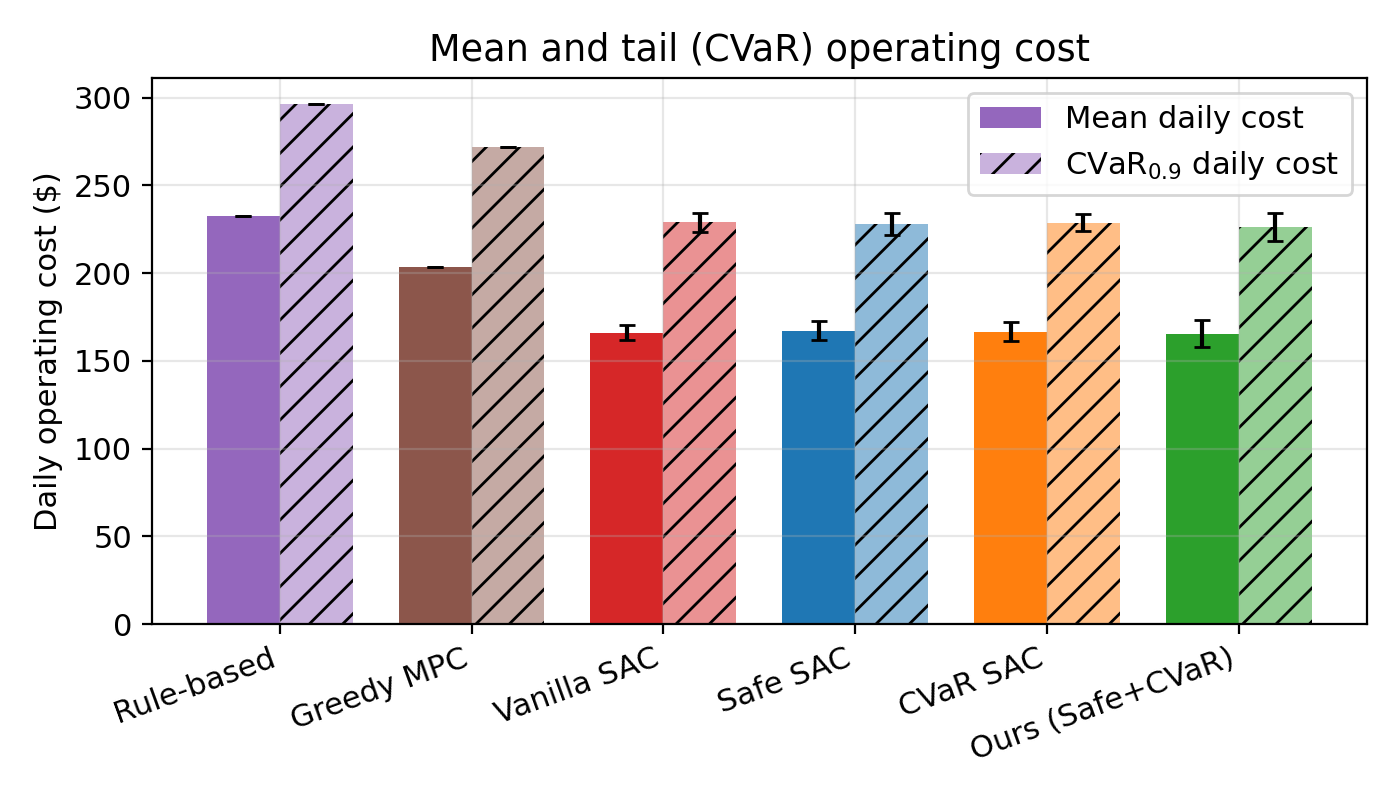 Mean and tail (CVaR) operating cost
Daily operating cost ($)
300
250
200
150
100
50
0
Mean daily cost
CVaR0.9 daily cost
Rule-based
Greedy MPC
Vanilla SAC
Safe SAC
CVaR SAC
Ours (Safe+CVaR)